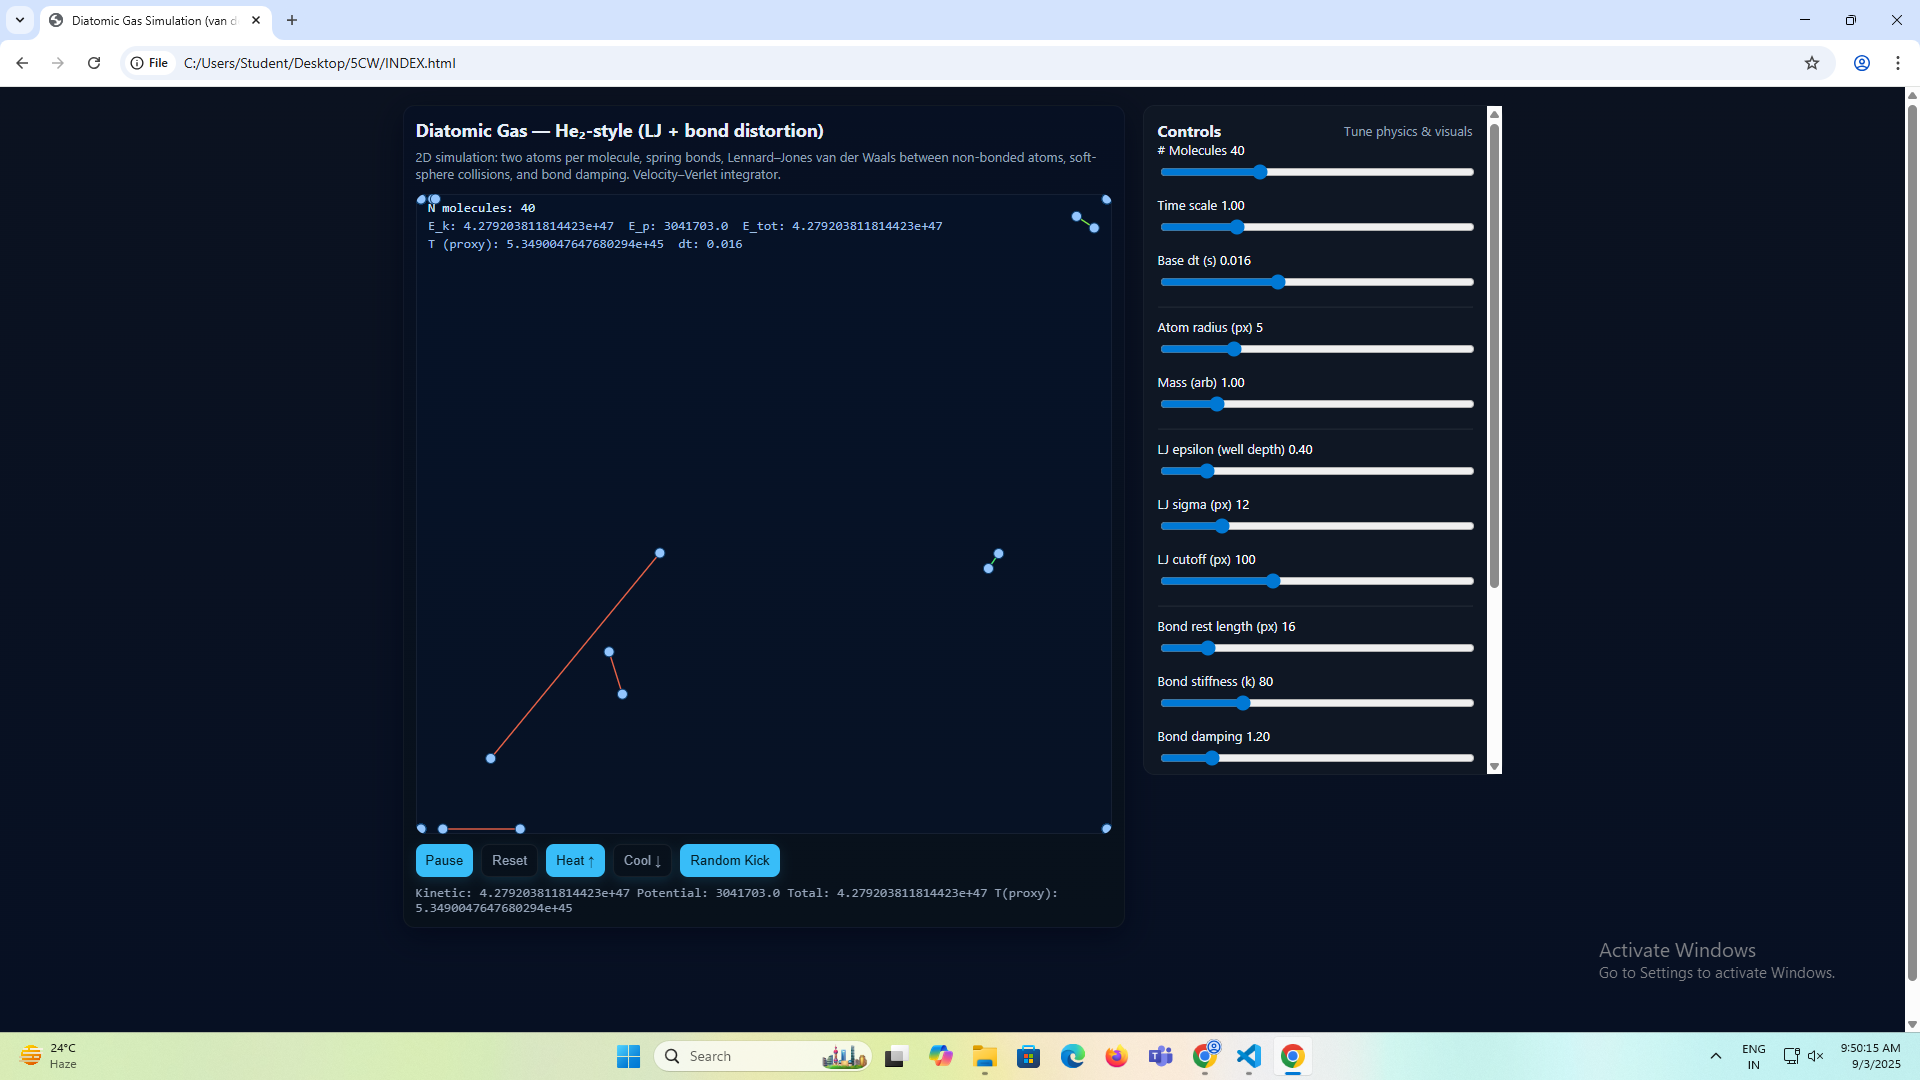 Diatomic Gas Simulation (van d
File
C:/Users/Student/Desktop/5CW/INDEX.html
Diatomic Gas — He₂-style (LJ + bond distortion)
2D simulation: two atoms per molecule, spring bonds, Lennard–Jones van der Waals between non-bonded atoms, soft-
sphere collisions, and bond damping. Velocity–Verlet integrator.
N molecules: 40
E_k: 4.279203811814423e+47 E_p: 3041703.0 E_tot: 4.279203811814423e+47
T (proxy): 5.3490047647680294e+45 dt: 0.016
Pause
Reset
Heat ↑
Cool ↓
Random Kick
Kinetic: 4.279203811814423e+47 Potential: 3041703.0 Total: 4.279203811814423e+47 T(proxy):
5.3490047647680294e+45
Controls
Tune physics & visuals
# Molecules 40
Time scale 1.00
Base dt (s) 0.016
Atom radius (px) 5
Mass (arb) 1.00
LJ epsilon (well depth) 0.40
LJ sigma (px) 12
LJ cutoff (px) 100
Bond rest length (px) 16
Bond stiffness (k) 80
Bond damping 1.20
Activate Windows
Go to Settings to activate Windows.
24°C
Haze
Search
ENG
IN
9:50:15 AM
9/3/2025